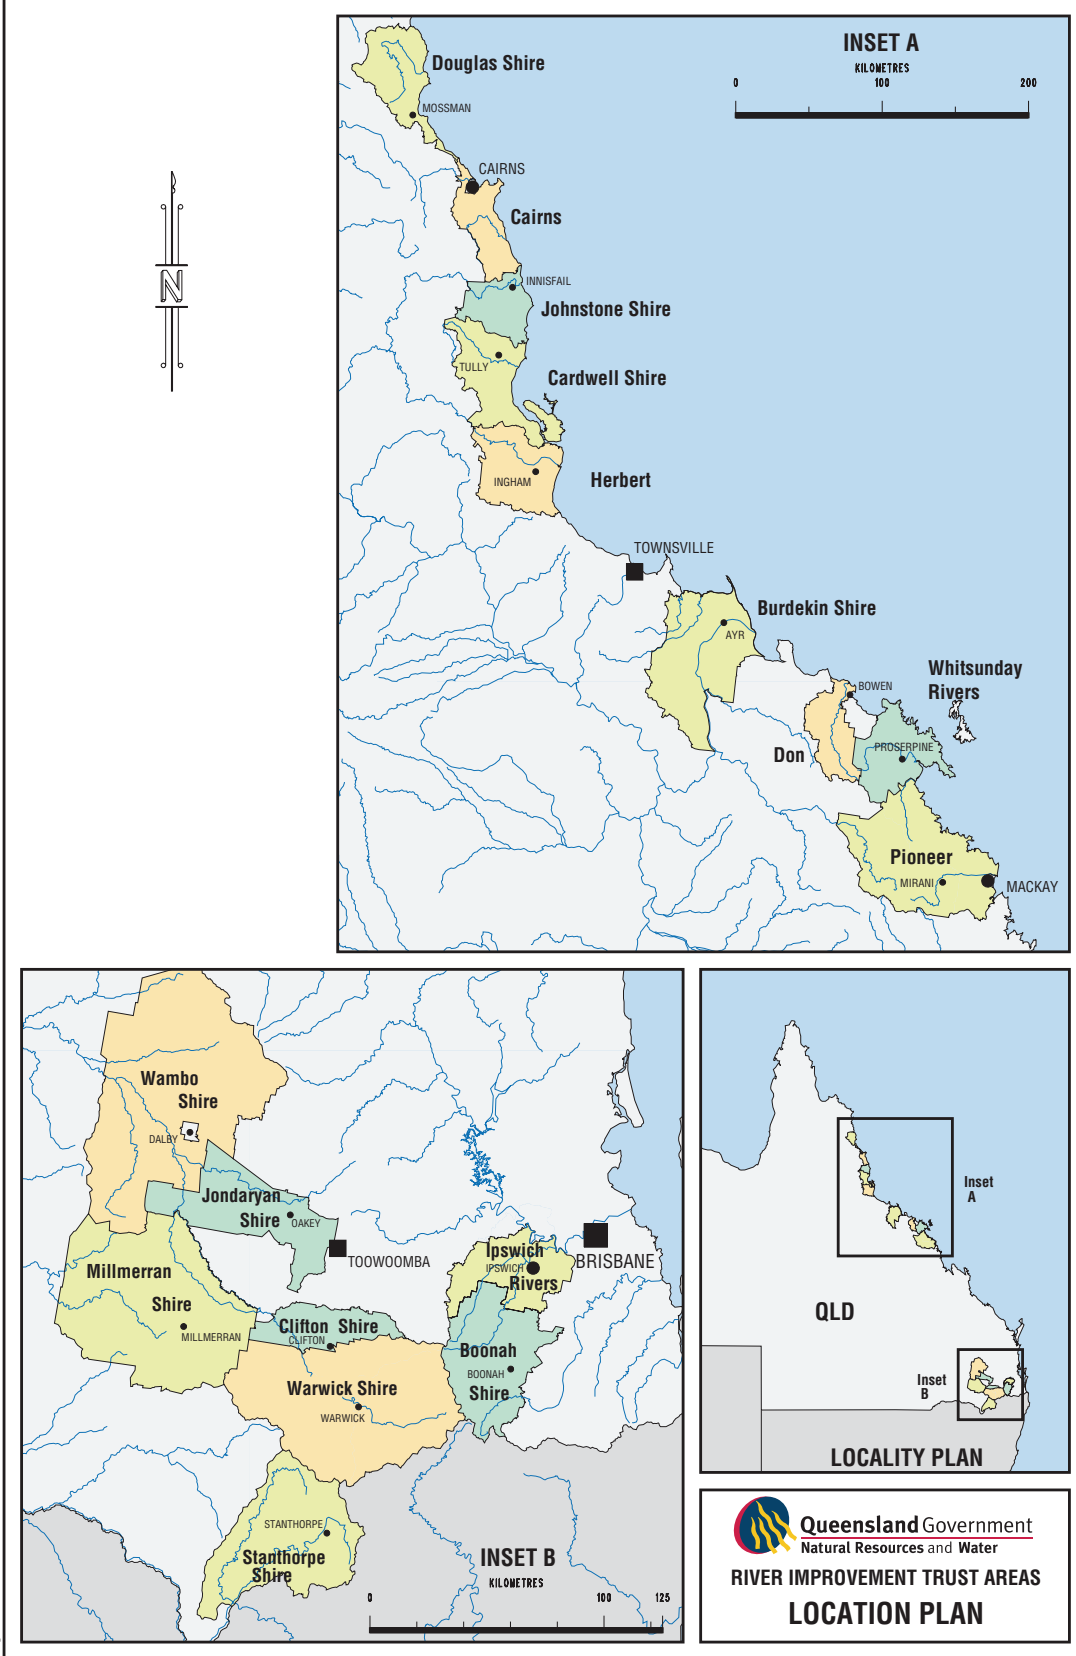 INSET A
KILOMETRES
0 100 200
Douglas Shire
MOSSMAN
CAIRNS
Cairns
INNISFAIL
Johnstone Shire
TULLY
Cardwell Shire
INGHAM
Herbert
TOWNSVILLE
Burdekin Shire
AYR
Whitsunday
Rivers
BOWEN
Don
PROSERPINE
Pioneer
MIRANI
MACKAY
N
Wambo
Shire
DALBY
Jondaryan
Shire
OAKEY
TOOWOOMBA
Ipswich
IPSWICH
Rivers
BRISBANE
Millmerran
Shire
MILLMERRAN
Clifton Shire
CLIFTON
Boonah
BOONAH
Shire
Warwick Shire
WARWICK
STANTHORPE
Stanthorpe
Shire
INSET B
KILOMETRES
0 100 125
Inset
A
QLD
Inset
B
LOCALITY PLAN
Queensland Government
Natural Resources and Water
RIVER IMPROVEMENT TRUST AREAS
LOCATION PLAN